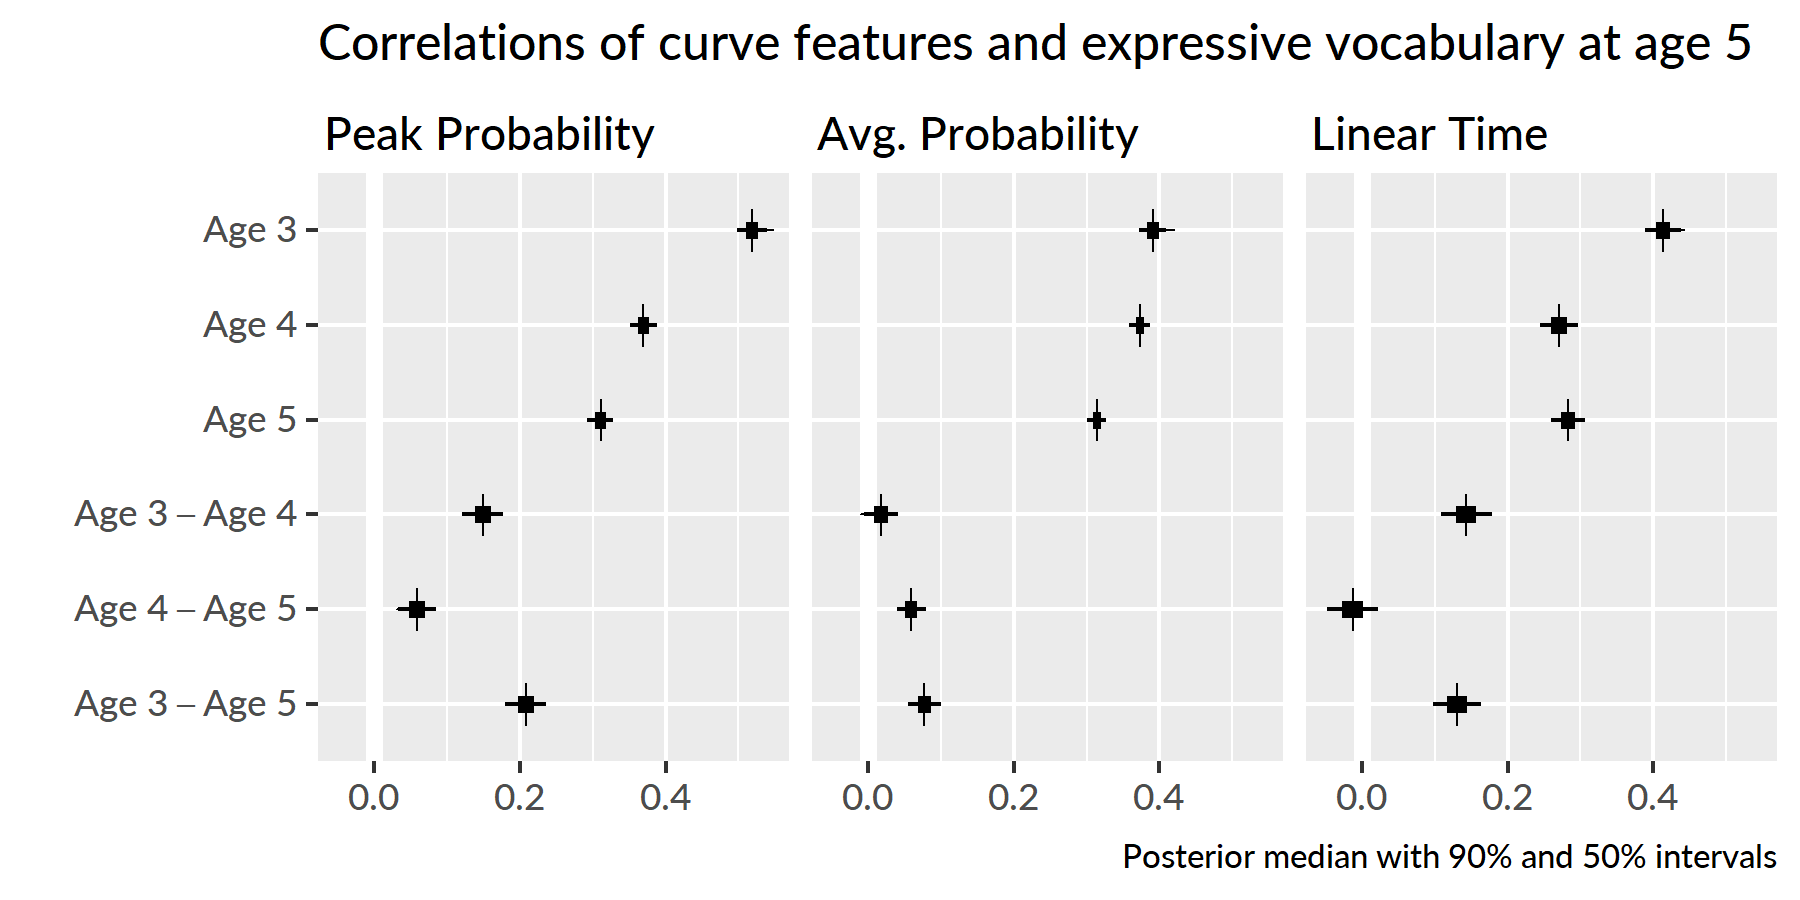 Correlations of curve features and expressive vocabulary at age 5
Peak Probability
Avg. Probability
Linear Time
Age 3
Age 4
Age 5
Age 3 – Age 4
Age 4 – Age 5
Age 3 – Age 5
0.0 0.2 0.4
0.0 0.2 0.4
0.0 0.2 0.4
Posterior median with 90% and 50% intervals